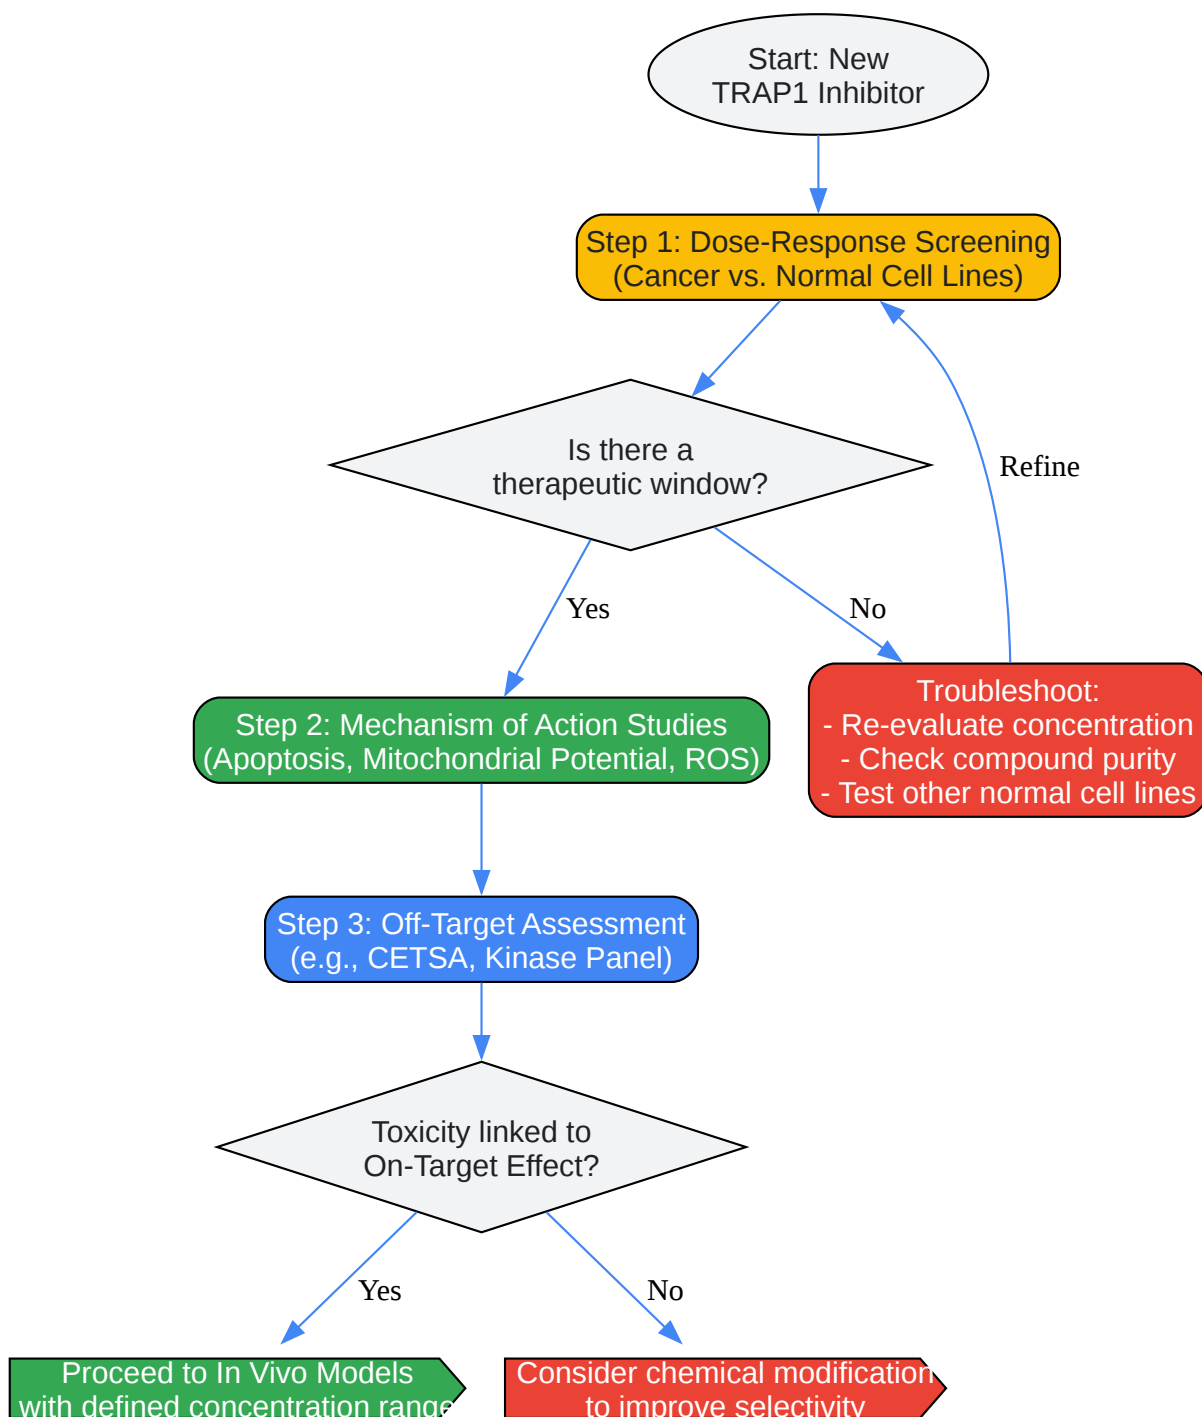 Start: New
TRAP1 Inhibitor
Step 1: Dose-Response Screening
(Cancer vs. Normal Cell Lines)
Is there a
therapeutic window?
Refine
Yes
No
Step 2: Mechanism of Action Studies
(Apoptosis, Mitochondrial Potential, ROS)
Troubleshoot:
- Re-evaluate concentration
- Check compound purity
- Test other normal cell lines
Step 3: Off-Target Assessment
(e.g., CETSA, Kinase Panel)
Toxicity linked to
On-Target Effect?
Yes
No
Proceed to In Vivo Models
with defined concentration range
Consider chemical modification
to improve selectivity